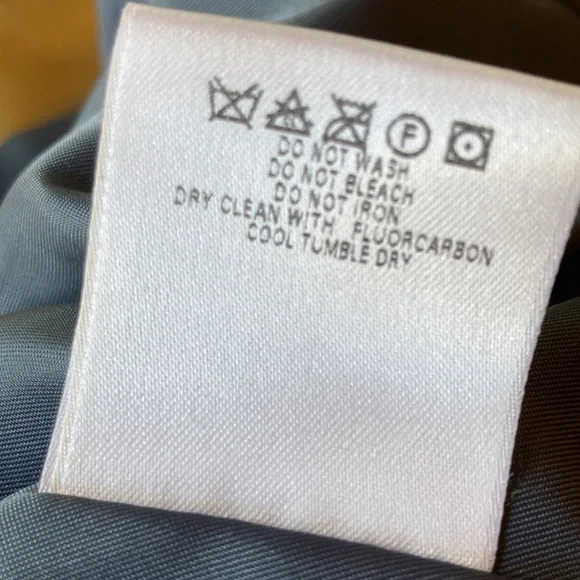 F
DO NOT WASH
DO NOT BLEACH
DO NOT IRON
DRY CLEAN WITH FLUORCARBON
COOL TUMBLE DRY